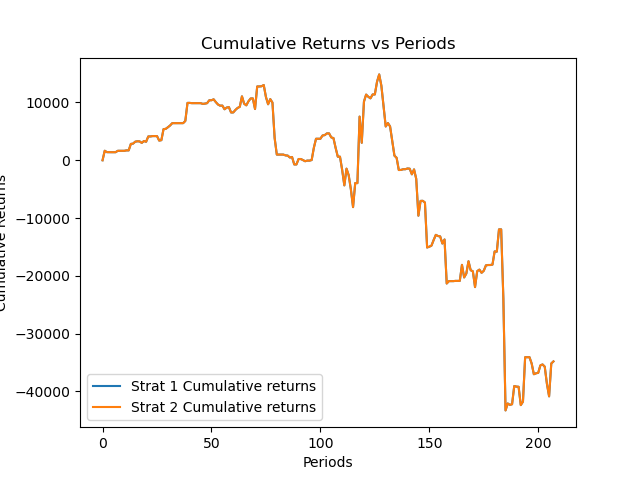 Cumulative Returns vs Periods
Cumulative Returns
10000
0
−10000
−20000
−30000
−40000
Strat 1 Cumulative returns
Strat 2 Cumulative returns
0 50 100 150 200
Periods